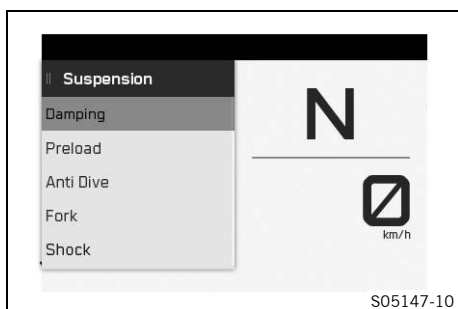 Suspension
Damping
Preload
Anti Dive
Fork
Shock
N
0
km/h
S05147-10